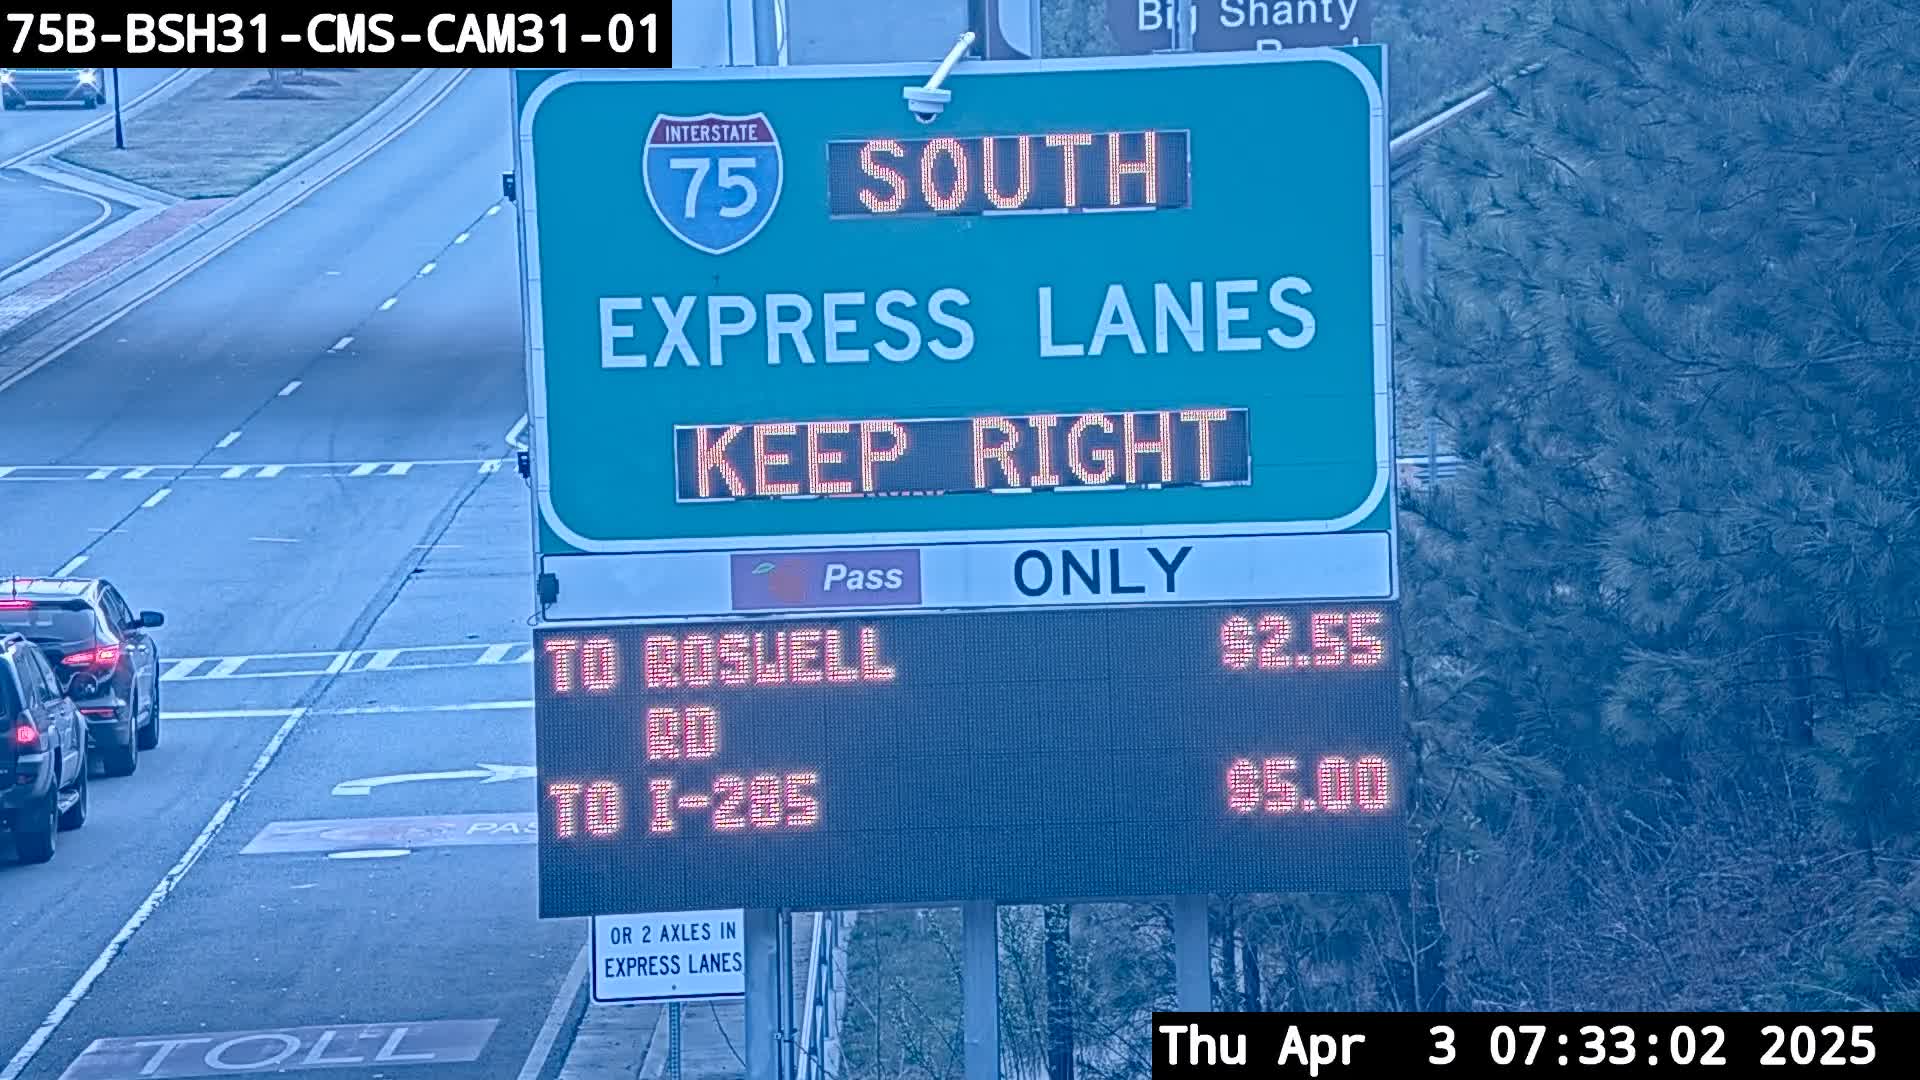 75B-BSH31-CMS-CAM31-01
Big Shanty
INTERSTATE
75
SOUTH
EXPRESS LANES
KEEP RIGHT
Pass ONLY
TO ROSWELL $2.55
RD
TO I-285 $5.00
OR 2 AXLES IN
EXPRESS LANES
TOLL
Thu Apr 3 07:33:02 2025